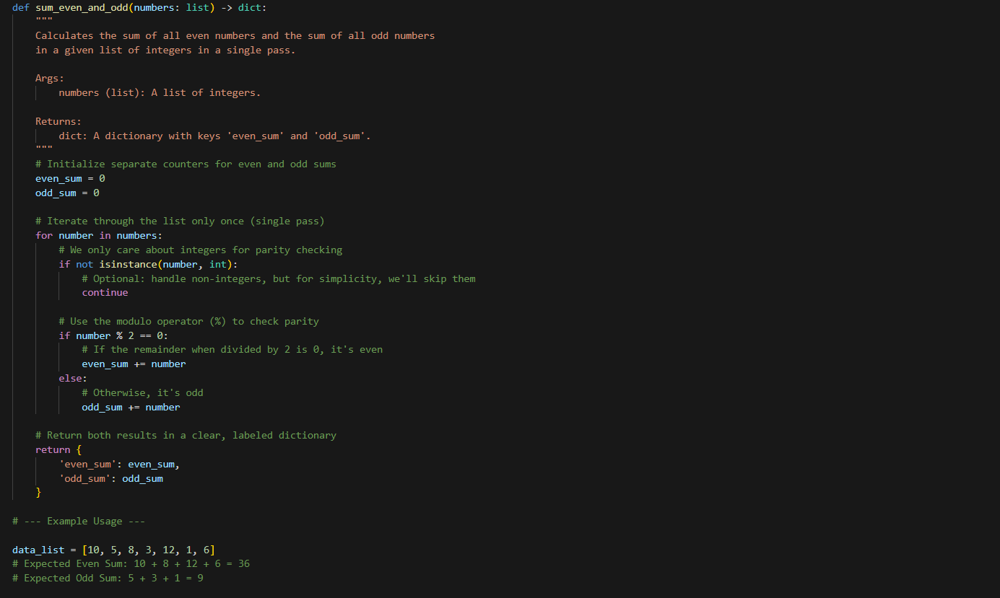 def sum_even_and_odd(numbers: list) -> dict:
    """
    Calculates the sum of all even numbers and the sum of all odd numbers
    in a given list of integers in a single pass.

    Args:
        numbers (list): A list of integers.

    Returns:
        dict: A dictionary with keys 'even_sum' and 'odd_sum'.
    """
    # Initialize separate counters for even and odd sums
    even_sum = 0
    odd_sum = 0

    # Iterate through the list only once (single pass)
    for number in numbers:
        # We only care about integers for parity checking
        if not isinstance(number, int):
            # Optional: handle non-integers, but for simplicity, we'll skip them
            continue

        # Use the modulo operator (%) to check parity
        if number % 2 == 0:
            # If the remainder when divided by 2 is 0, it's even
            even_sum += number
        else:
            # Otherwise, it's odd
            odd_sum += number

    # Return both results in a clear, labeled dictionary
    return {
        'even_sum': even_sum,
        'odd_sum': odd_sum
    }

# --- Example Usage ---

data_list = [10, 5, 8, 3, 12, 1, 6]
# Expected Even Sum: 10 + 8 + 12 + 6 = 36
# Expected Odd Sum: 5 + 3 + 1 = 9